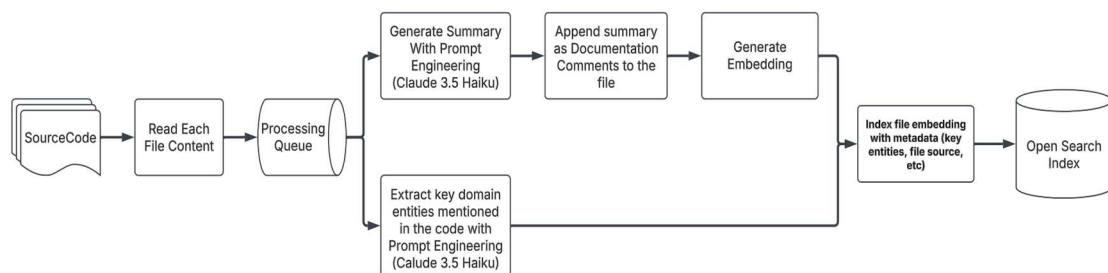 SourceCode
Read Each
File Content
Processing
Queue
Generate Summary
With Prompt
Engineering
(Claude 3.5 Haiku)
Append summary
as Documentation
Comments to the
file
Generate
Embedding
Extract key domain
entities mentioned
in the code with
Prompt Engineering
(Calude 3.5 Haiku)
Index file embedding
with metadata (key
entities, file source,
etc)
Open Search
Index